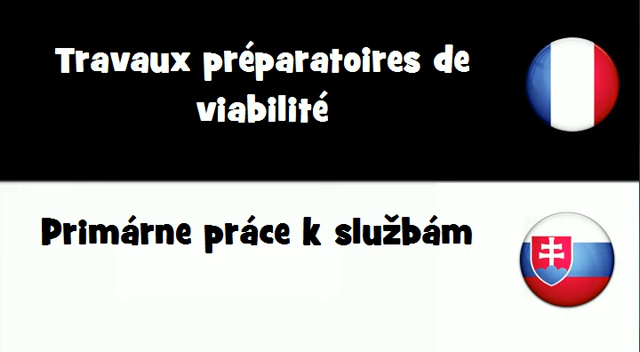 Travaux préparatoires de
viabilité
Primárne práce k službám